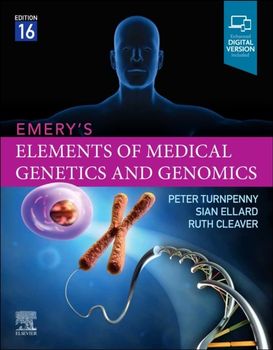 EDITION
16
Enhanced
DIGITAL
VERSION
Included
EMERY'S
ELEMENTS OF MEDICAL
GENETICS AND GENOMICS
PETER TURNPENNY
SIAN ELLARD
RUTH CLEAVER
ELSEVIER